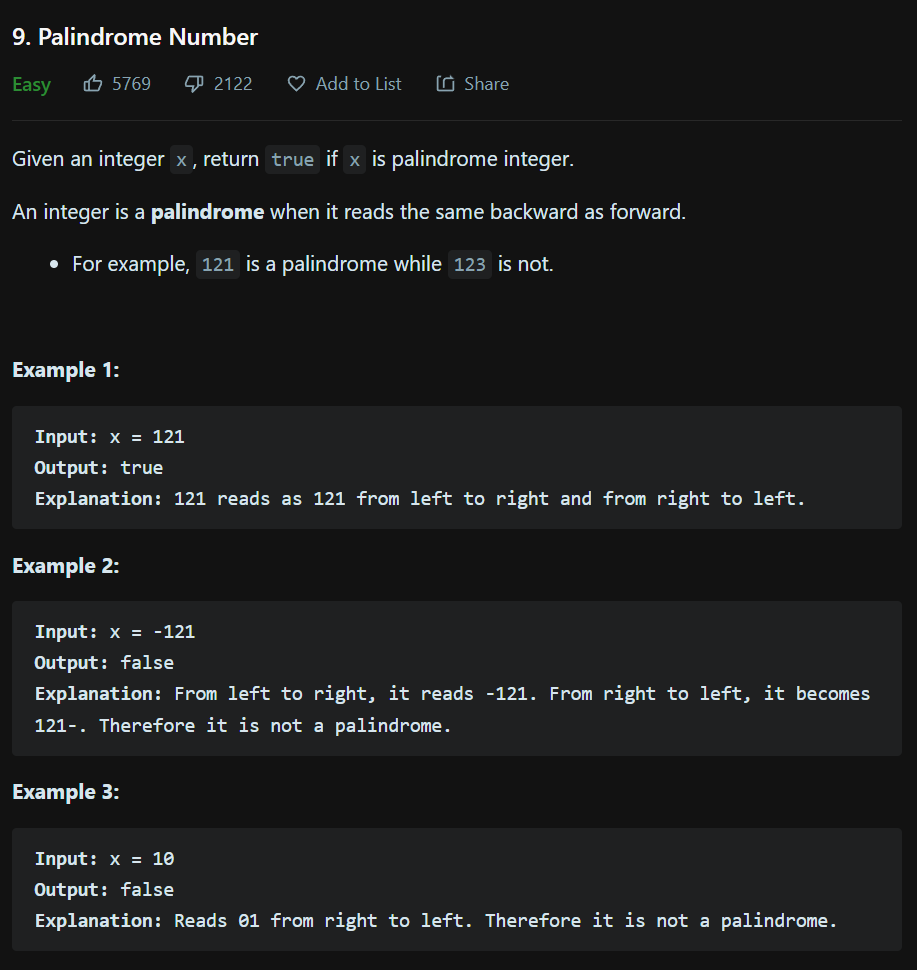 9. Palindrome Number
Easy 5769 2122 Add to List Share
Given an integer x, return true if x is palindrome integer.
An integer is a palindrome when it reads the same backward as forward.
• For example, 121 is a palindrome while 123 is not.
Example 1:
Input: x = 121
Output: true
Explanation: 121 reads as 121 from left to right and from right to left.
Example 2:
Input: x = -121
Output: false
Explanation: From left to right, it reads -121. From right to left, it becomes
121-. Therefore it is not a palindrome.
Example 3:
Input: x = 10
Output: false
Explanation: Reads 01 from right to left. Therefore it is not a palindrome.